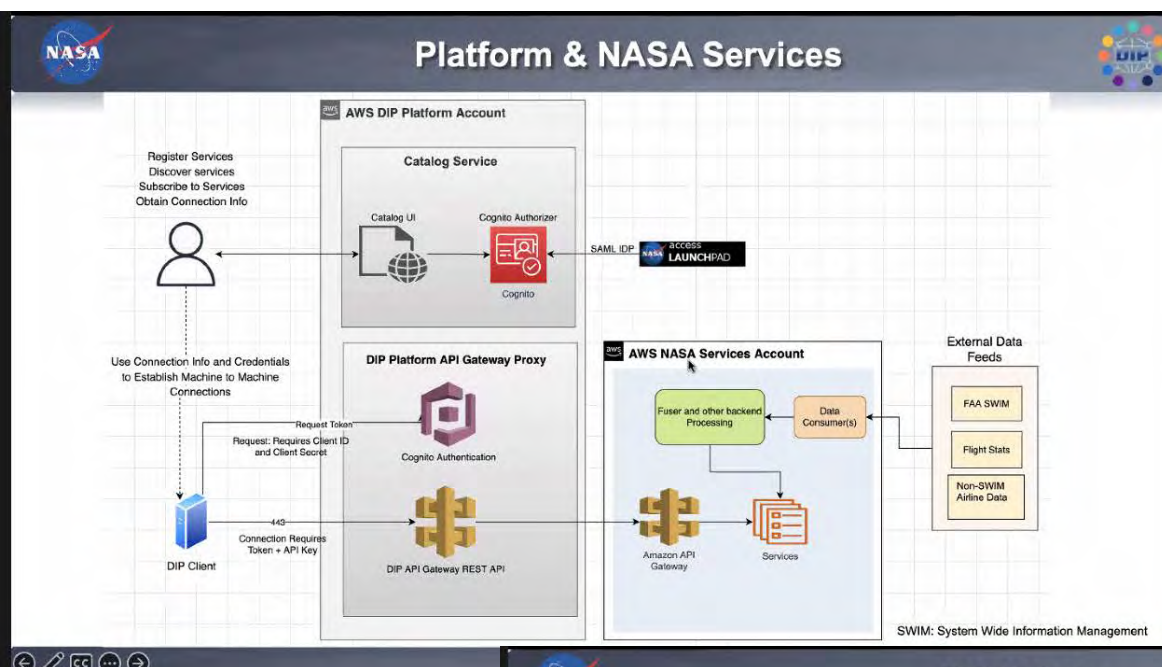 NASA
Platform & NASA Services
DIP
aws
AWS DIP Platform Account
Register Services
Discover services
Subscribe to Services
Obtain Connection Info
Catalog Service
Catalog UI
Cognito Authorizer
Cognito
SAML IDP
NASA
access
LAUNCHPAD
Use Connection Info and Credentials
to Establish Machine to Machine
Connections
DIP Platform API Gateway Proxy
Request Token
Request: Requires Client ID
and Client Secret
Cognito Authentication
443
Connection Requires
Token + API Key
DIP Client
DIP API Gateway REST API
aws
AWS NASA Services Account
Fuser and other backend
Processing
Data
Consumer(s)
Amazon API
Gateway
Services
External Data
Feeds
FAA SWIM
Flight Stats
Non-SWIM
Airline Data
SWIM: System Wide Information Management
CC